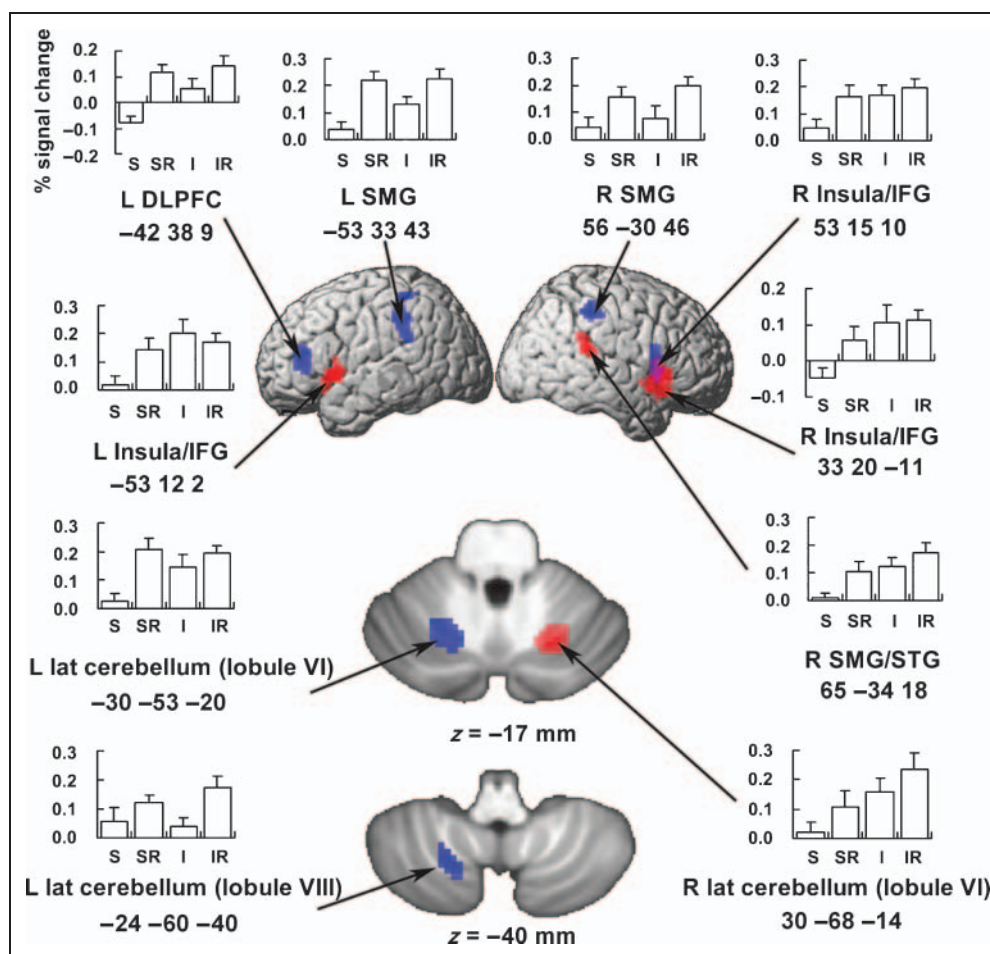 % signal change
0.2
0.1
0.0
–0.1
–0.2
S SR I IR
L DLPFC
–42 38 9
0.3
0.2
0.1
0.0
S SR I IR
L SMG
–53 33 43
0.3
0.2
0.1
0.0
S SR I IR
R SMG
56 –30 46
0.3
0.2
0.1
0.0
S SR I IR
R Insula/IFG
53 15 10
0.3
0.2
0.1
0.0
S SR I IR
L Insula/IFG
–53 12 2
0.2
0.1
0.0
–0.1
S SR I IR
R Insula/IFG
33 20 –11
0.3
0.2
0.1
0.0
S SR I IR
L lat cerebellum (lobule VI)
–30 –53 –20
z = –17 mm
0.3
0.2
0.1
0.0
S SR I IR
R SMG/STG
65 –34 18
0.3
0.2
0.1
0.0
S SR I IR
L lat cerebellum (lobule VIII)
–24 –60 –40
z = –40 mm
0.3
0.2
0.1
0.0
S SR I IR
R lat cerebellum (lobule VI)
30 –68 –14